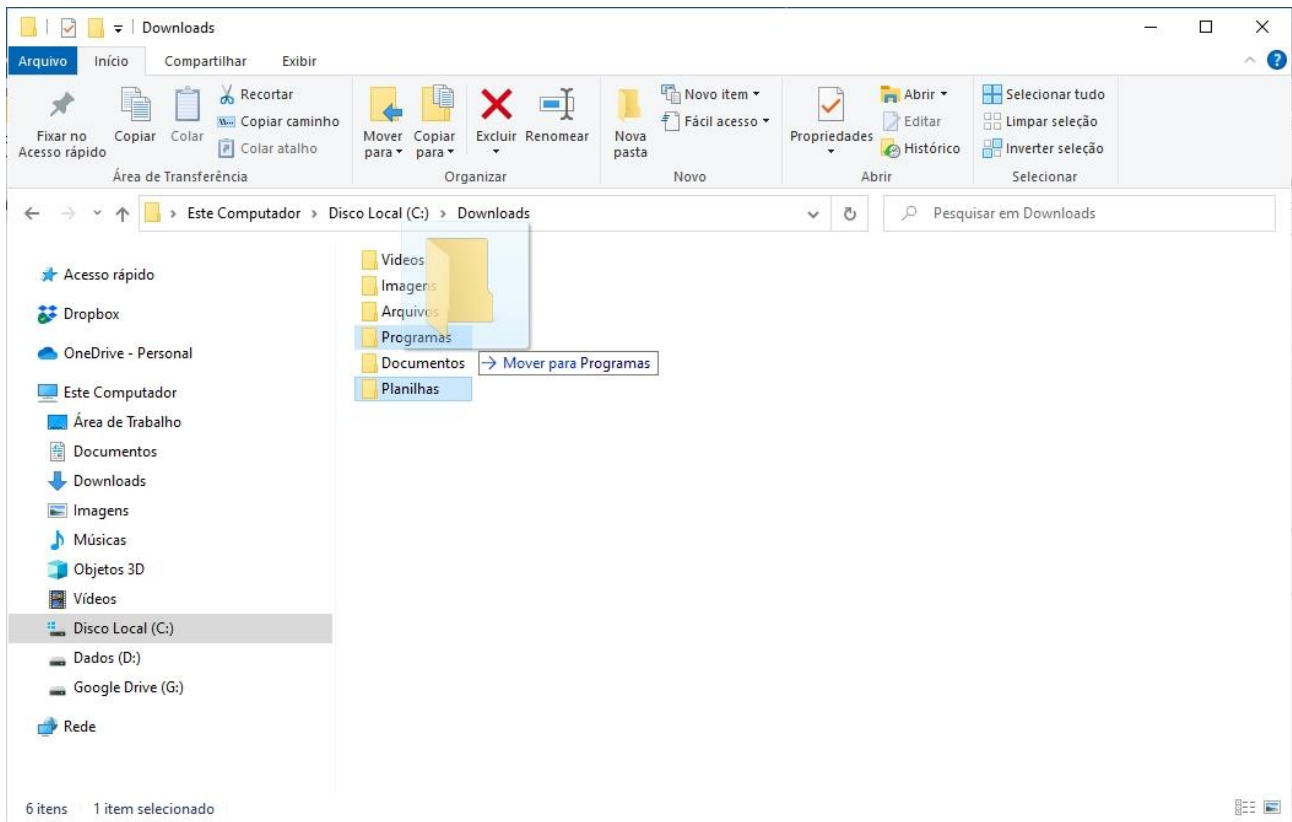 Downloads
Arquivo Início Compartilhar Exibir
Fixar no
Acesso rápido
Copiar
Colar
Recortar
Copiar caminho
Colar atalho
Mover
para
Copiar
para
Excluir
Renomear
Nova
pasta
Novo item
Fácil acesso
Propriedades
Abrir
Editar
Histórico
Selecionar tudo
Limpar seleção
Inverter seleção
Área de Transferência Organizar Novo Abrir Selecionar
Este Computador > Disco Local (C:) > Downloads
Pesquisar em Downloads
Acesso rápido
Dropbox
OneDrive - Personal
Este Computador
Área de Trabalho
Documentos
Downloads
Imagens
Músicas
Objetos 3D
Vídeos
Disco Local (C:)
Dados (D:)
Google Drive (G:)
Rede
Videos
Imagens
Arquivos
Programas
Documentos
→ Mover para Programas
Planilhas
6 itens 1 item selecionado